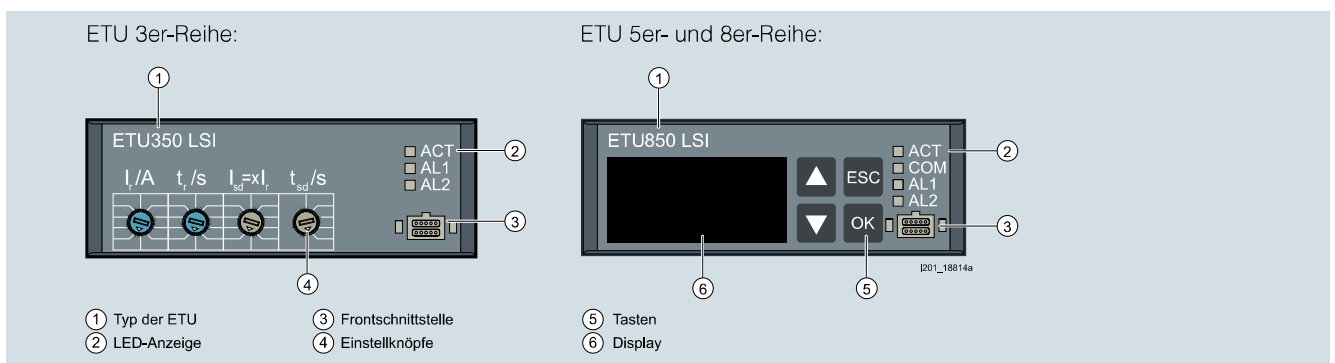 ETU 3er-Reihe:
1
ETU350 LSI
ACT
AL1
AL2
2
Ir/A tr/s Isd=xIr tsd/s
3
4
ETU 5er- und 8er-Reihe:
1
ETU850 LSI
ACT
COM
AL1
AL2
2
ESC
OK
3
I201_18814a
6
5
1 Typ der ETU
2 LED-Anzeige
3 Frontschnittstelle
4 Einstellknöpfe
5 Tasten
6 Display